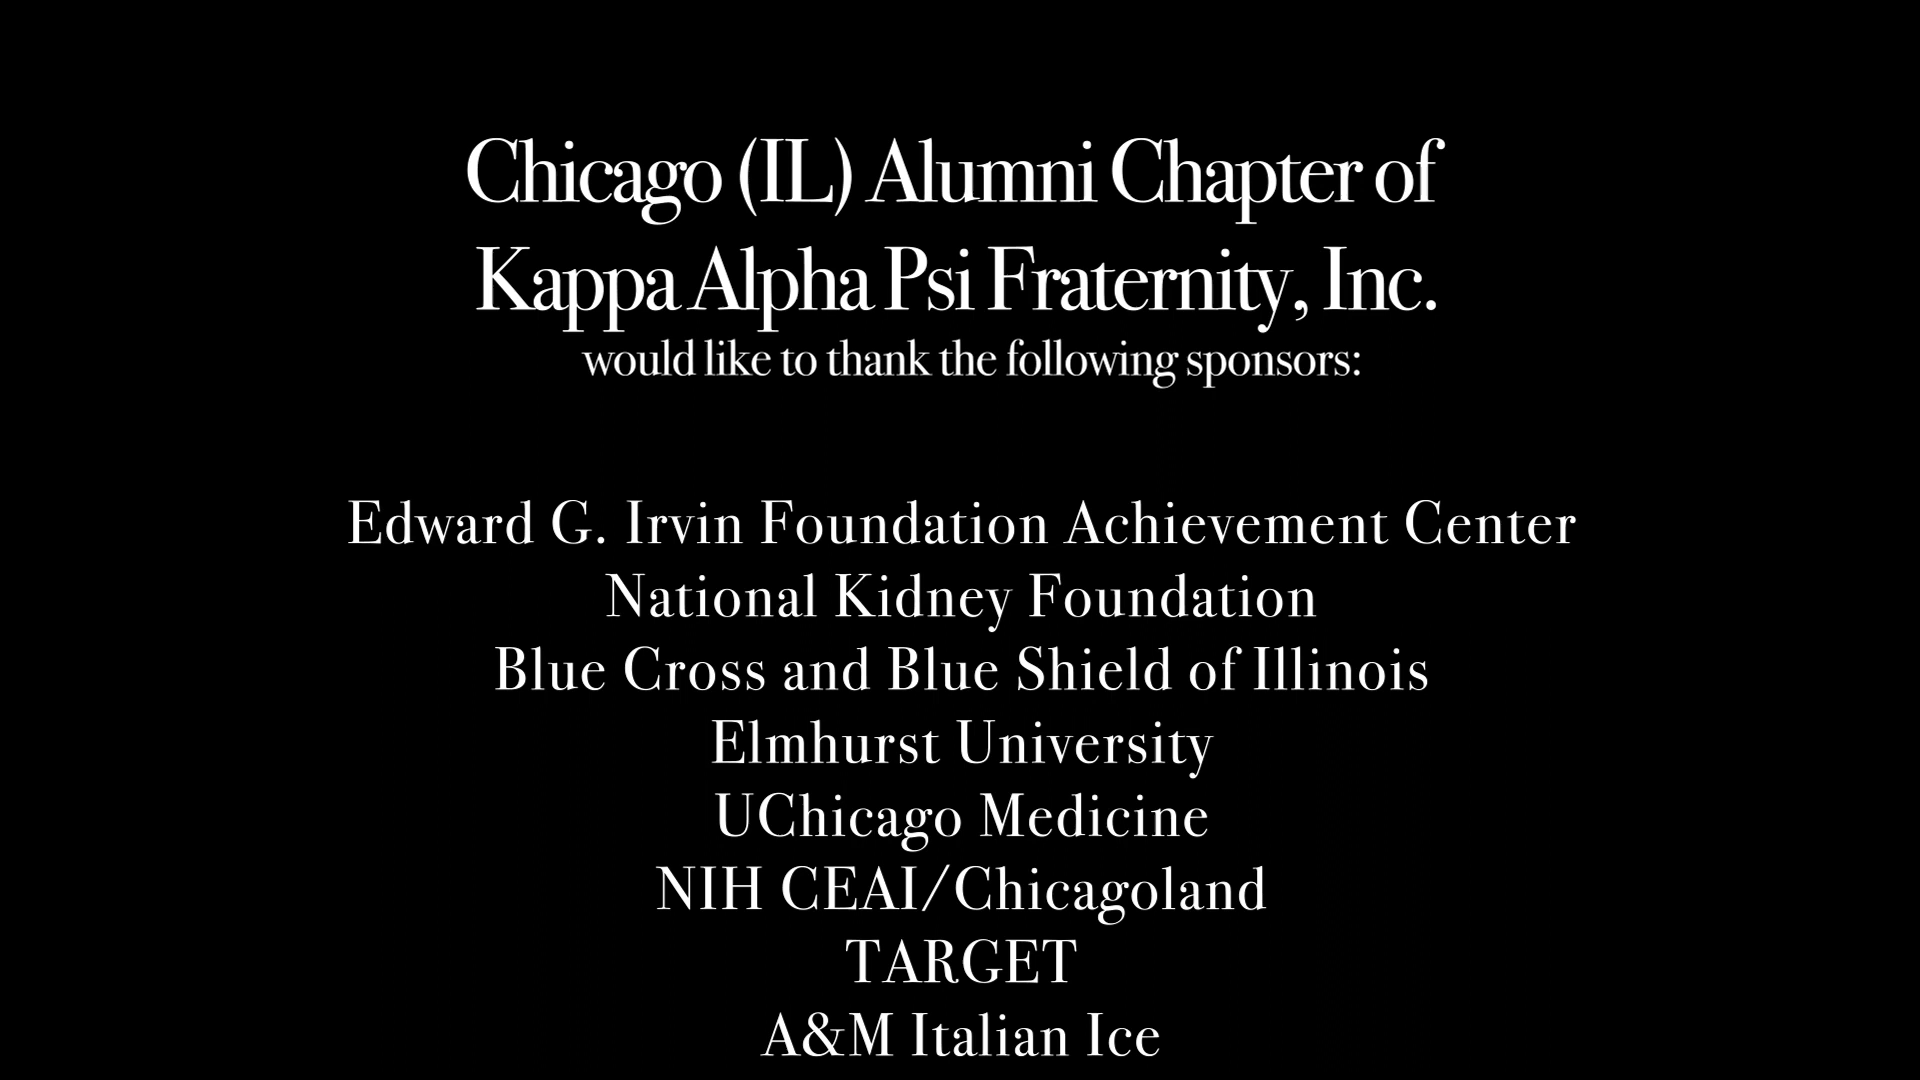 Chicago (IL) Alumni Chapter of
Kappa Alpha Psi Fraternity, Inc.
would like to thank the following sponsors:
Edward G. Irvin Foundation Achievement Center
National Kidney Foundation
Blue Cross and Blue Shield of Illinois
Elmhurst University
UChicago Medicine
NIH CEAI/Chicagoland
TARGET
A&M Italian Ice